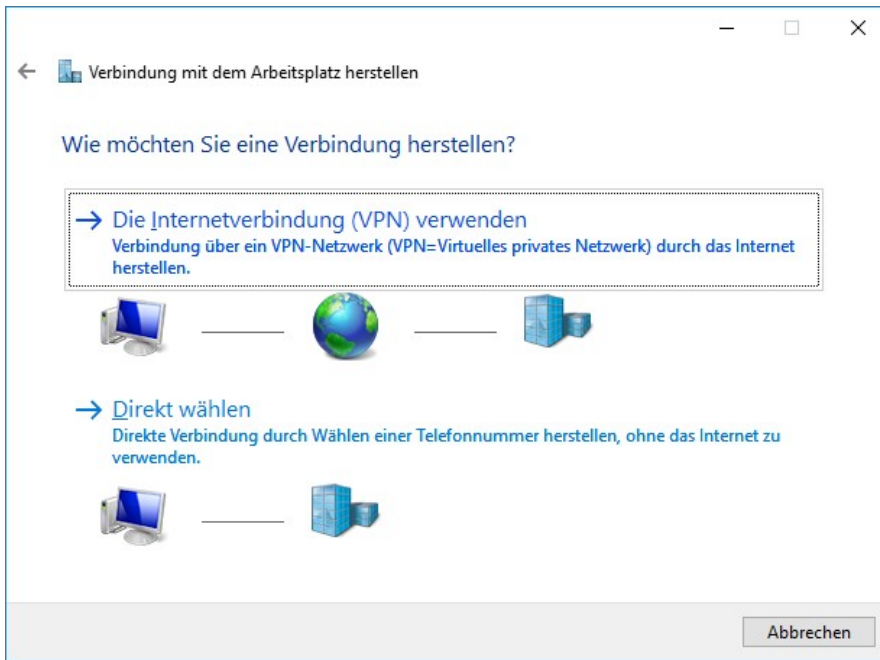 Verbindung mit dem Arbeitsplatz herstellen
Wie möchten Sie eine Verbindung herstellen?
Die Internetverbindung (VPN) verwenden
Verbindung über ein VPN-Netzwerk (VPN=Virtuelles privates Netzwerk) durch das Internet
herstellen.
Direkt wählen
Direkte Verbindung durch Wählen einer Telefonnummer herstellen, ohne das Internet zu
verwenden.
Abbrechen